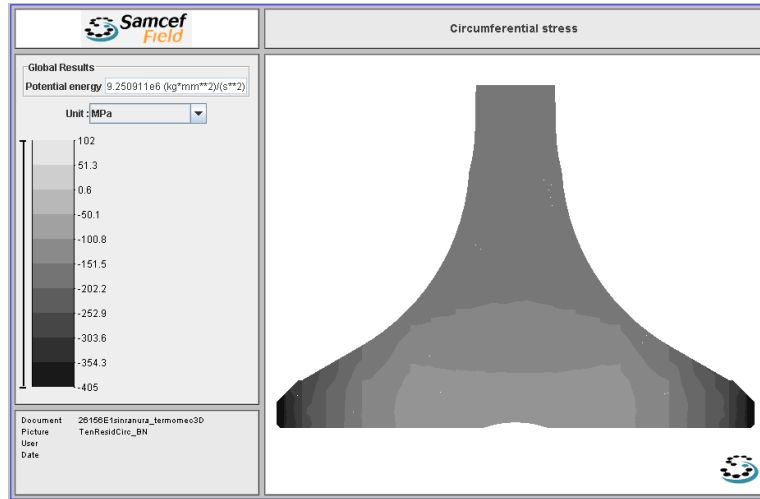 Samcef
Field
Circumferential stress
Global Results
Potential energy 9.250911e6 (kg*mm**2)/(s**2)
Unit : MPa
102
51.3
0.6
-50.1
-100.8
-151.5
-202.2
-252.9
-303.6
-354.3
-405
Document 26156E1sinranura_termomec3D
Picture TenResidCirc_BN
User
Date